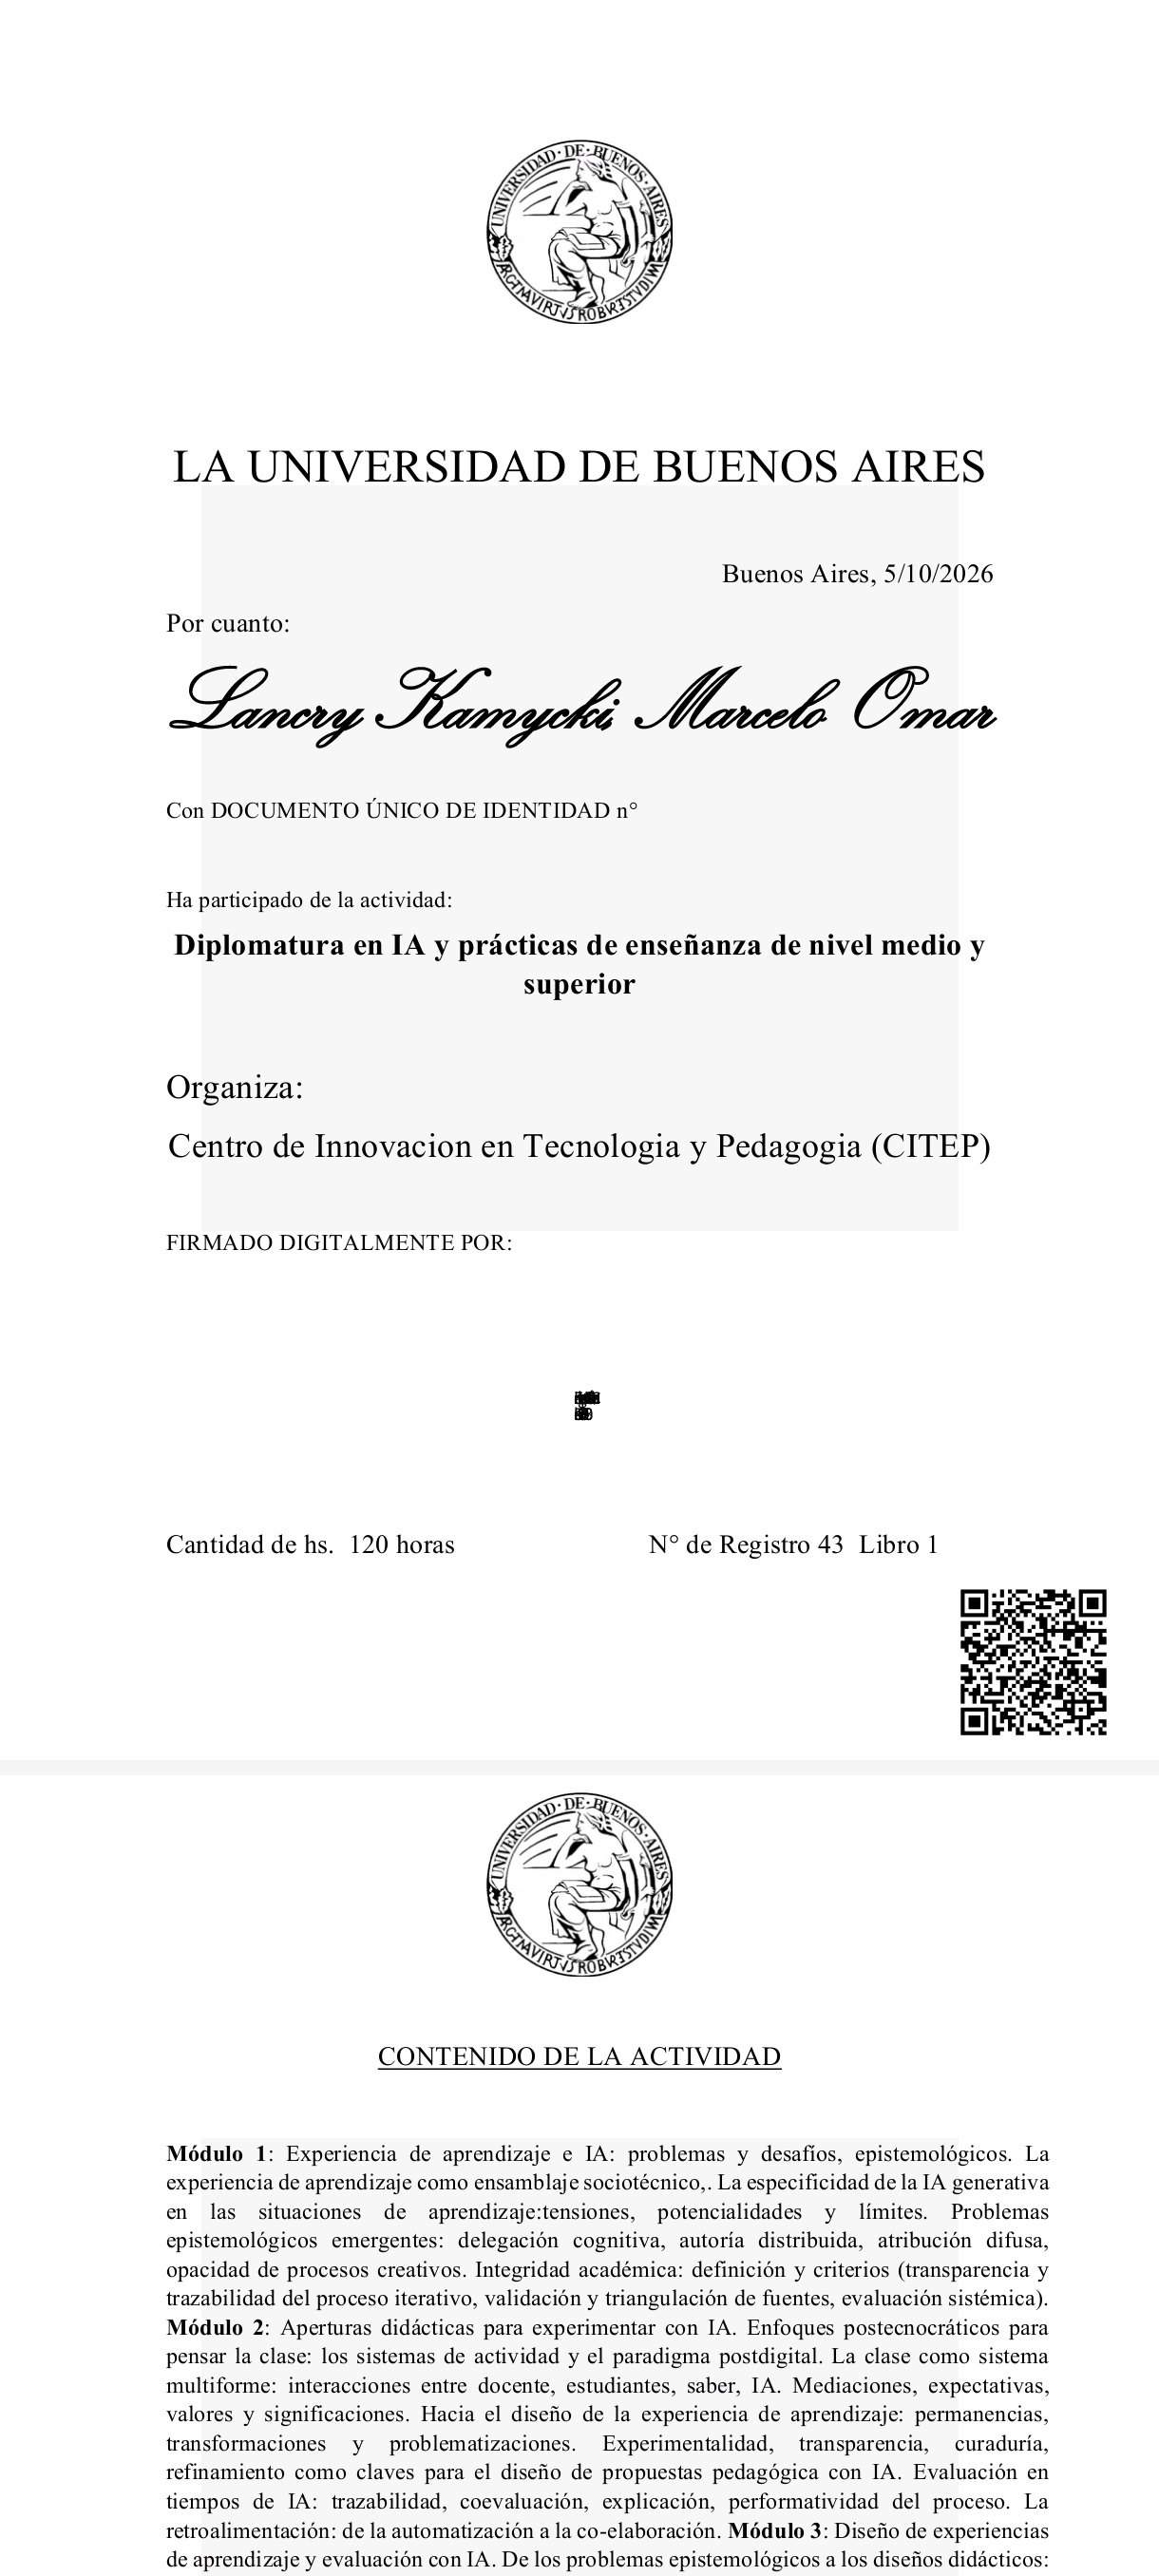 UNIVERSIDAD·DE·BUENOS·AIRES
LA UNIVERSIDAD DE BUENOS AIRES
Buenos Aires, 5/10/2026
Por cuanto:
Lancry Kamycki, Marcelo Omar
Con DOCUMENTO ÚNICO DE IDENTIDAD n°
Ha participado de la actividad:
Diplomatura en IA y prácticas de enseñanza de nivel medio y
superior
Organiza:
Centro de Innovacion en Tecnologia y Pedagogia (CITEP)
FIRMADO DIGITALMENTE POR:
Cantidad de hs. 120 horas N° de Registro 43 Libro 1
UNIVERSIDAD·DE·BUENOS·AIRES
CONTENIDO DE LA ACTIVIDAD
Módulo 1: Experiencia de aprendizaje e IA: problemas y desafíos, epistemológicos. La
experiencia de aprendizaje como ensamblaje sociotécnico,. La especificidad de la IA generativa
en las situaciones de aprendizaje:tensiones, potencialidades y límites. Problemas
epistemológicos emergentes: delegación cognitiva, autoría distribuida, atribución difusa,
opacidad de procesos creativos. Integridad académica: definición y criterios (transparencia y
trazabilidad del proceso iterativo, validación y triangulación de fuentes, evaluación sistémica).
Módulo 2: Aperturas didácticas para experimentar con IA. Enfoques postecnocráticos para
pensar la clase: los sistemas de actividad y el paradigma postdigital. La clase como sistema
multiforme: interacciones entre docente, estudiantes, saber, IA. Mediaciones, expectativas,
valores y significaciones. Hacia el diseño de la experiencia de aprendizaje: permanencias,
transformaciones y problematizaciones. Experimentalidad, transparencia, curaduría,
refinamiento como claves para el diseño de propuestas pedagógica con IA. Evaluación en
tiempos de IA: trazabilidad, coevaluación, explicación, performatividad del proceso. La
retroalimentación: de la automatización a la co-elaboración. Módulo 3: Diseño de experiencias
de aprendizaje y evaluación con IA. De los problemas epistemológicos a los diseños didácticos: